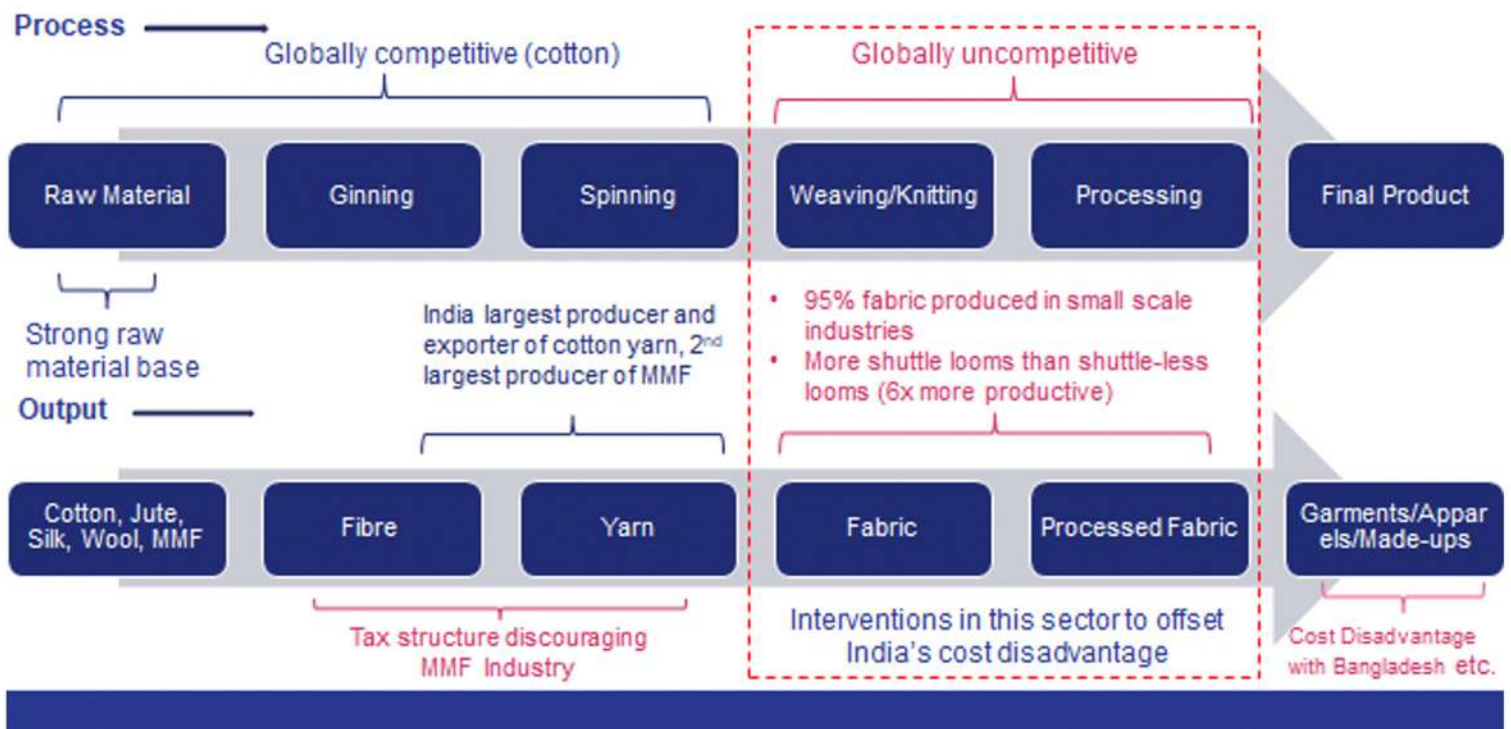 Process
Globally competitive (cotton)
Globally uncompetitive
Raw Material
Ginning
Spinning
Weaving/Knitting
Processing
Final Product
Strong raw
material base
India largest producer and
exporter of cotton yarn, 2nd
largest producer of MMF
• 95% fabric produced in small scale
industries
• More shuttle looms than shuttle-less
looms (6x more productive)
Output
Cotton, Jute,
Silk, Wool, MMF
Fibre
Yarn
Fabric
Processed Fabric
Garments/Appar
els/Made-ups
Tax structure discouraging
MMF Industry
Interventions in this sector to offset
India's cost disadvantage
Cost Disadvantage
with Bangladesh etc.